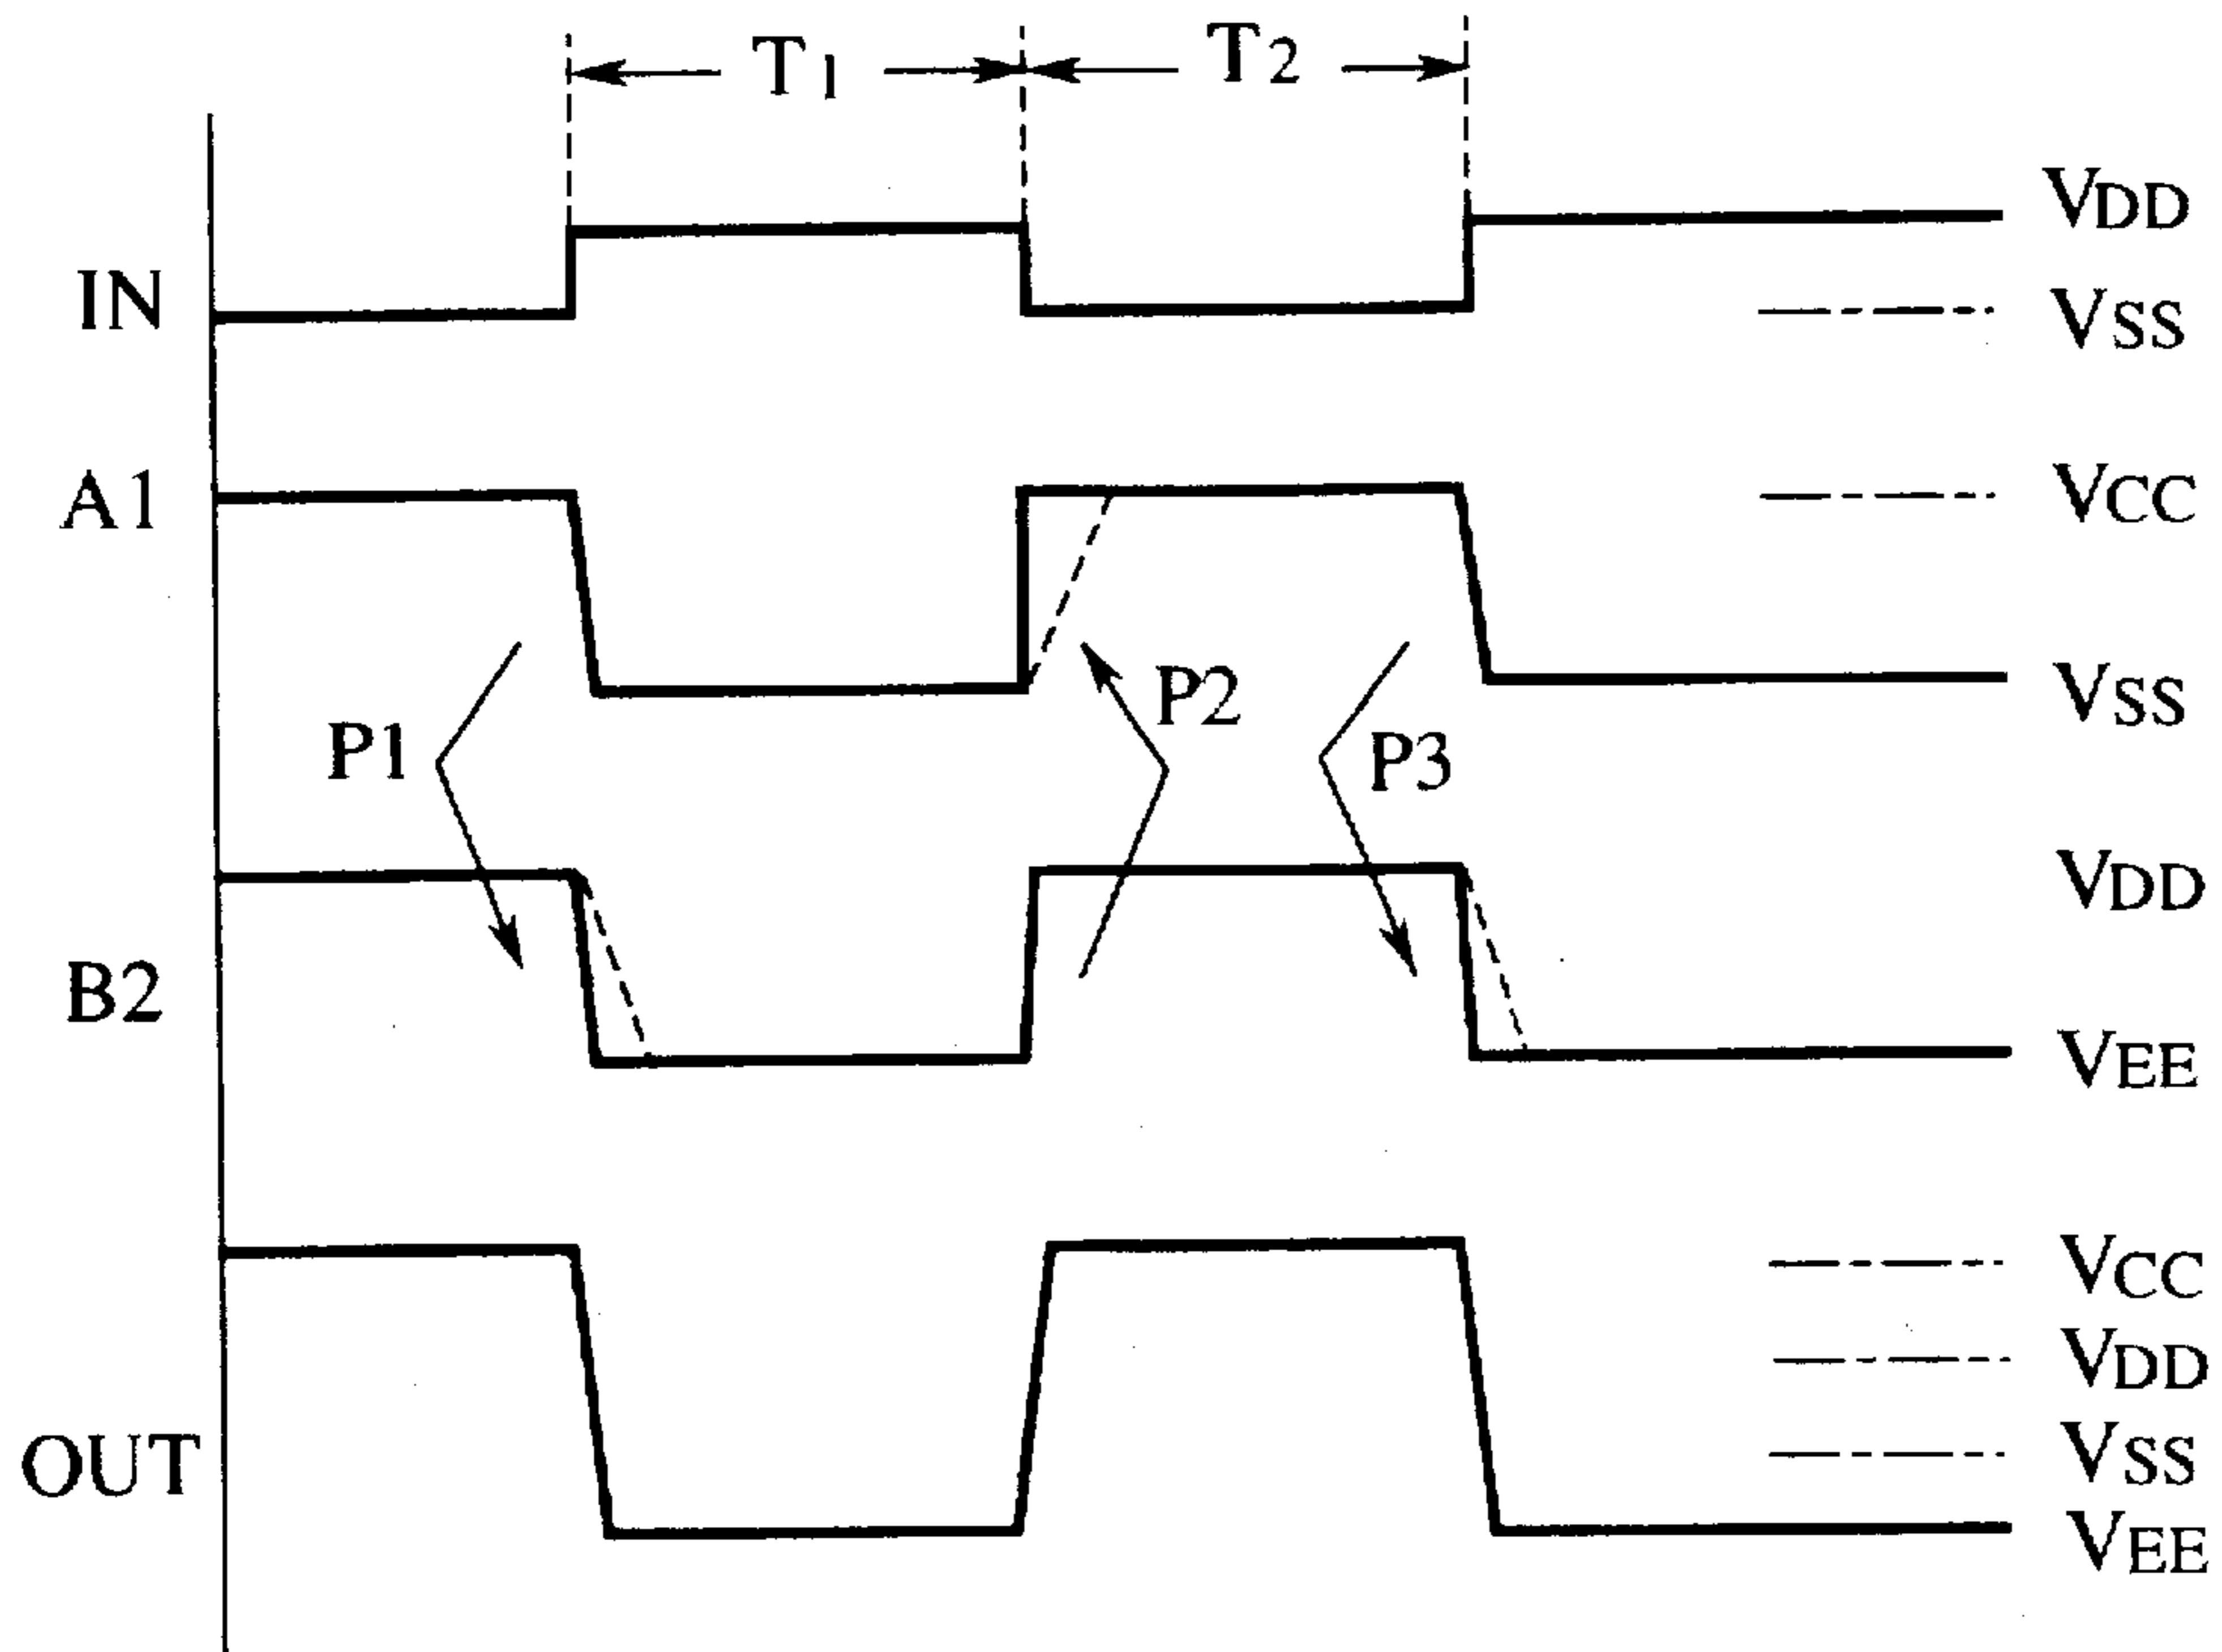 T1
T2
VDD
IN
VSS
A1
VCC
VSS
P1
P2
P3
VDD
B2
VEE
VCC
VDD
OUT
VSS
VEE